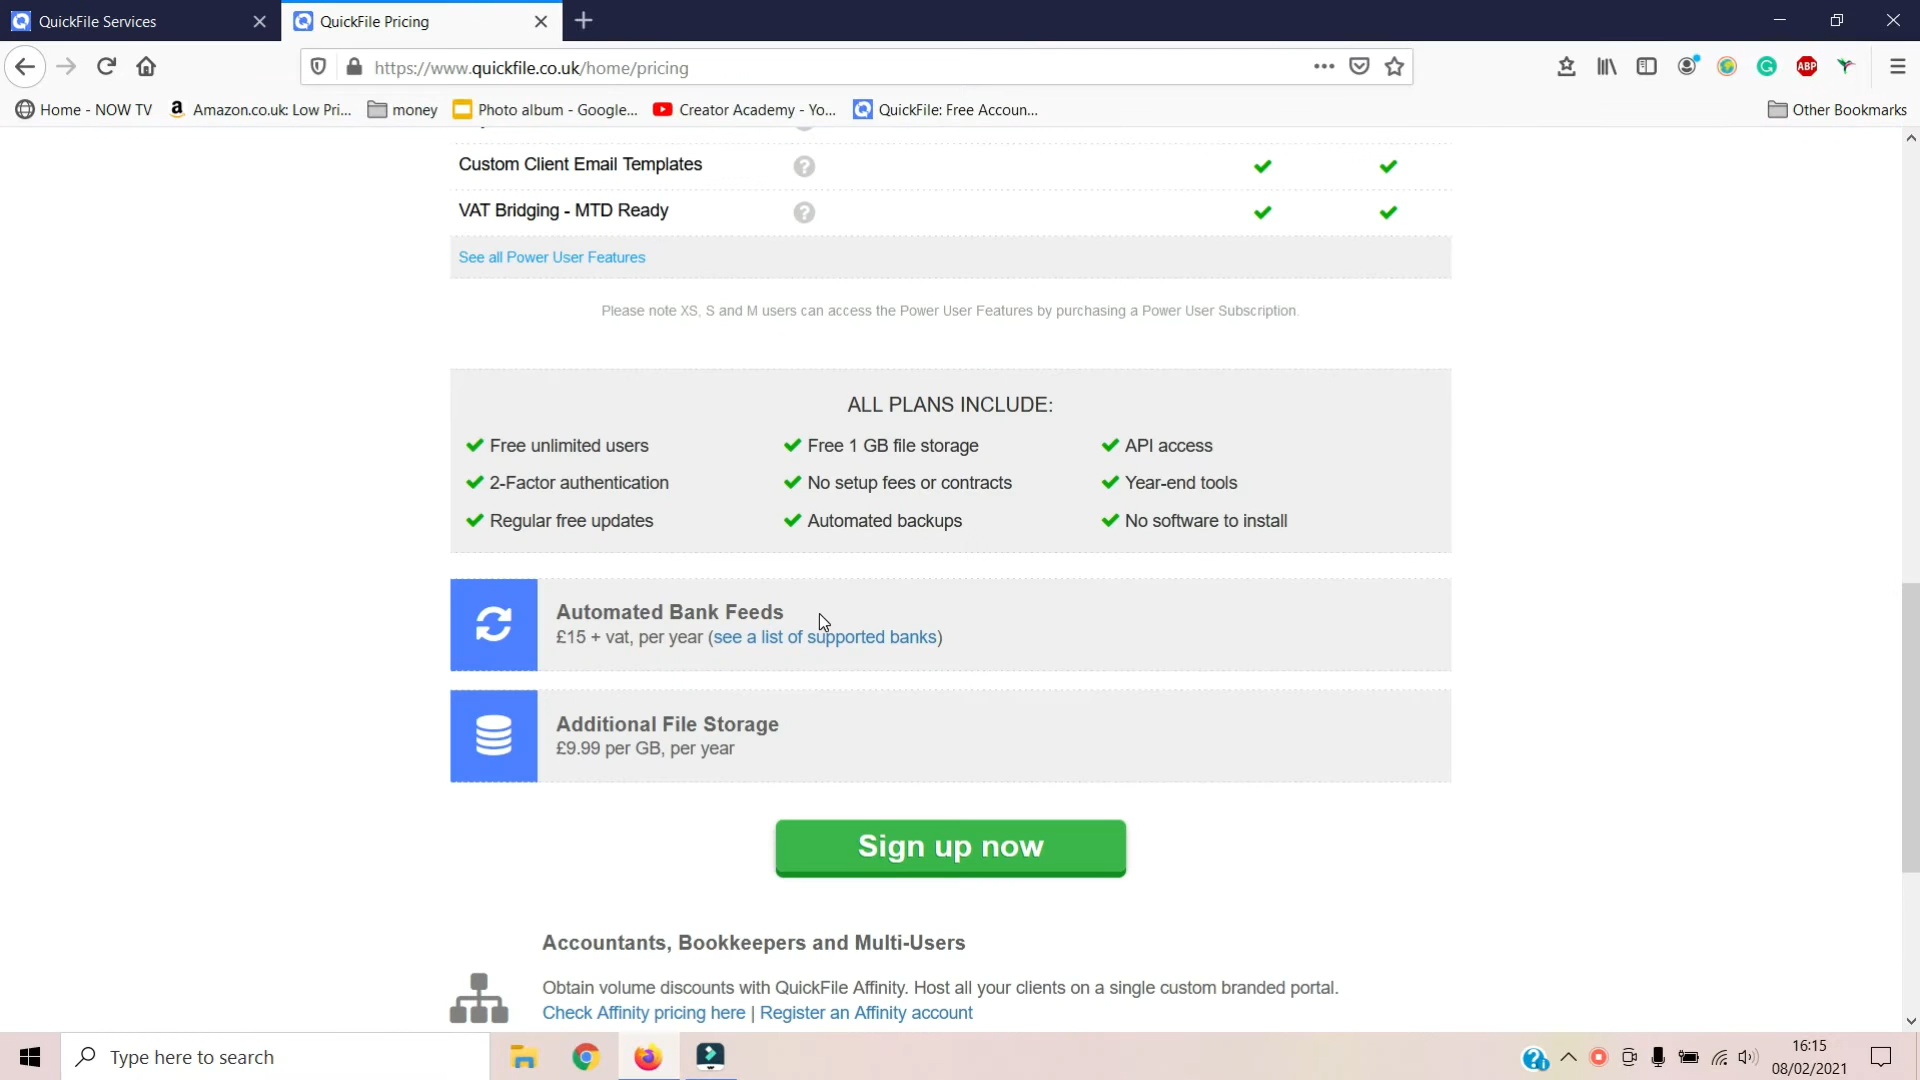 QuickFile Services
QuickFile Pricing
https://www.quickfile.co.uk/home/pricing
ABP
Home - NOW TV
Amazon.co.uk: Low Pri...
money
Photo album - Google...
Creator Academy - Yo...
QuickFile: Free Accoun...
Other Bookmarks
Custom Client Email Templates
VAT Bridging - MTD Ready
See all Power User Features
Please note XS, S and M users can access the Power User Features by purchasing a Power User Subscription.
ALL PLANS INCLUDE:
Free unlimited users
Free 1 GB file storage
API access
2-Factor authentication
No setup fees or contracts
Year-end tools
Regular free updates
Automated backups
No software to install
Automated Bank Feeds
£15 + vat, per year (see a list of supported banks)
Additional File Storage
£9.99 per GB, per year
Sign up now
Accountants, Bookkeepers and Multi-Users
Obtain volume discounts with QuickFile Affinity. Host all your clients on a single custom branded portal.
Check Affinity pricing here | Register an Affinity account
Type here to search
16:15
08/02/2021